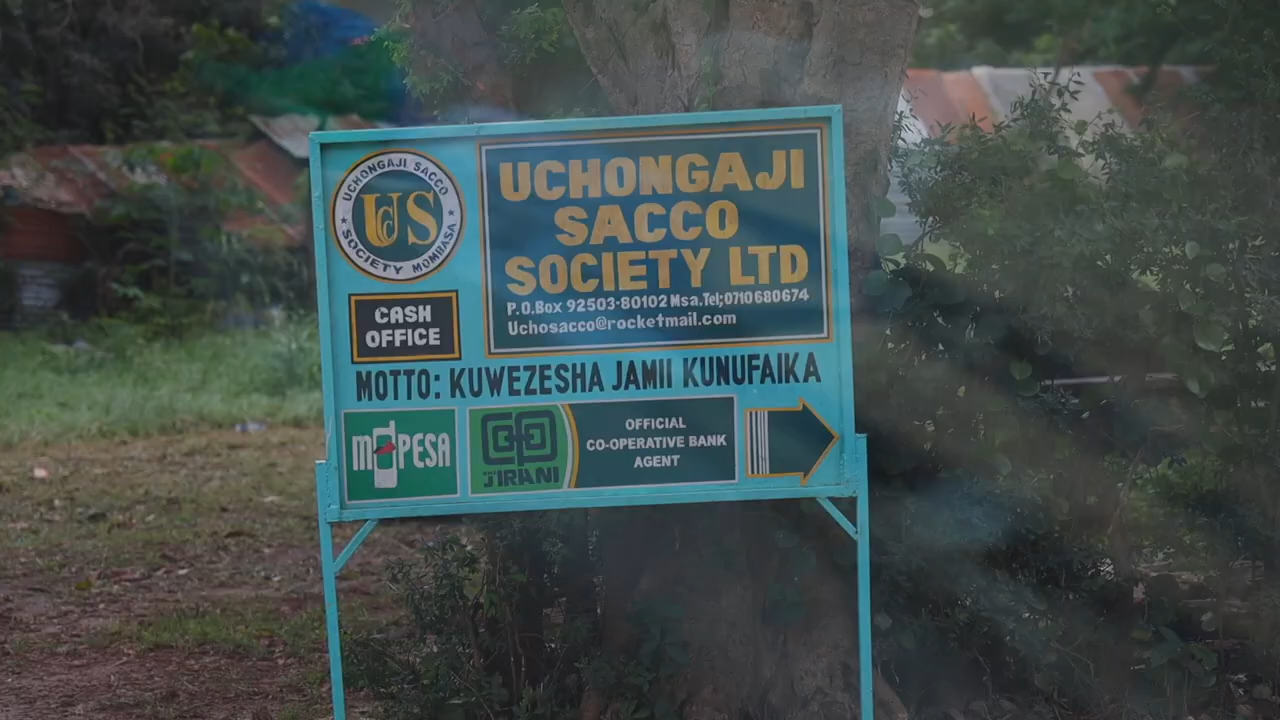 UCHONGAJI SACCO
UCS
SOCIETY MOMBASA
UCHONGAJI
SACCO
SOCIETY LTD
P.O.Box 92503-80102 Msa.Tel;0710680674
Uchosacco@rocketmail.com
CASH
OFFICE
MOTTO: KUWEZESHA JAMII KUNUFAIKA
M PESA
JIRANI
OFFICIAL
CO-OPERATIVE BANK
AGENT